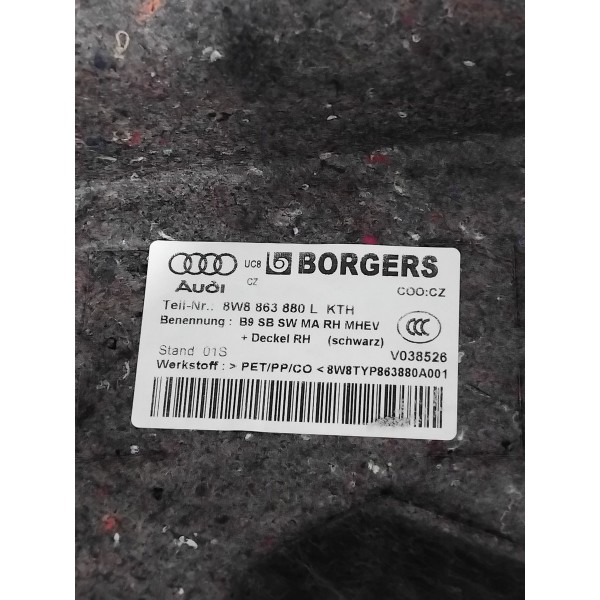 Audi UC8 CZ BORGERS
COO:CZ
Teil-Nr.: 8W8 863 880 L KTH
Benennung : B9 SB SW MA RH MHEV
+ Deckel RH (schwarz)
CCC
Stand 01S
V038526
Werkstoff : > PET/PP/CO < 8W8TYP863880A001